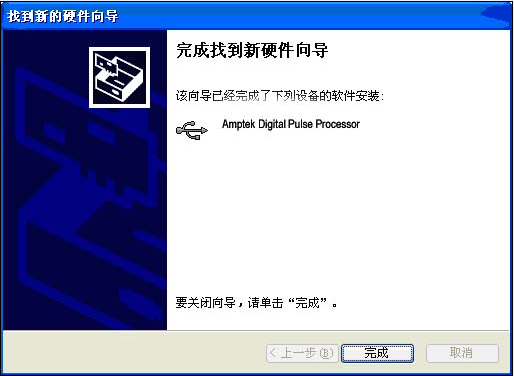 找到新的硬件向导
完成找到新硬件向导
该向导已经完成了下列设备的软件安装:
Amptek Digital Pulse Processor
要关闭向导，请单击“完成”。
< 上一步(B)
完成
取消